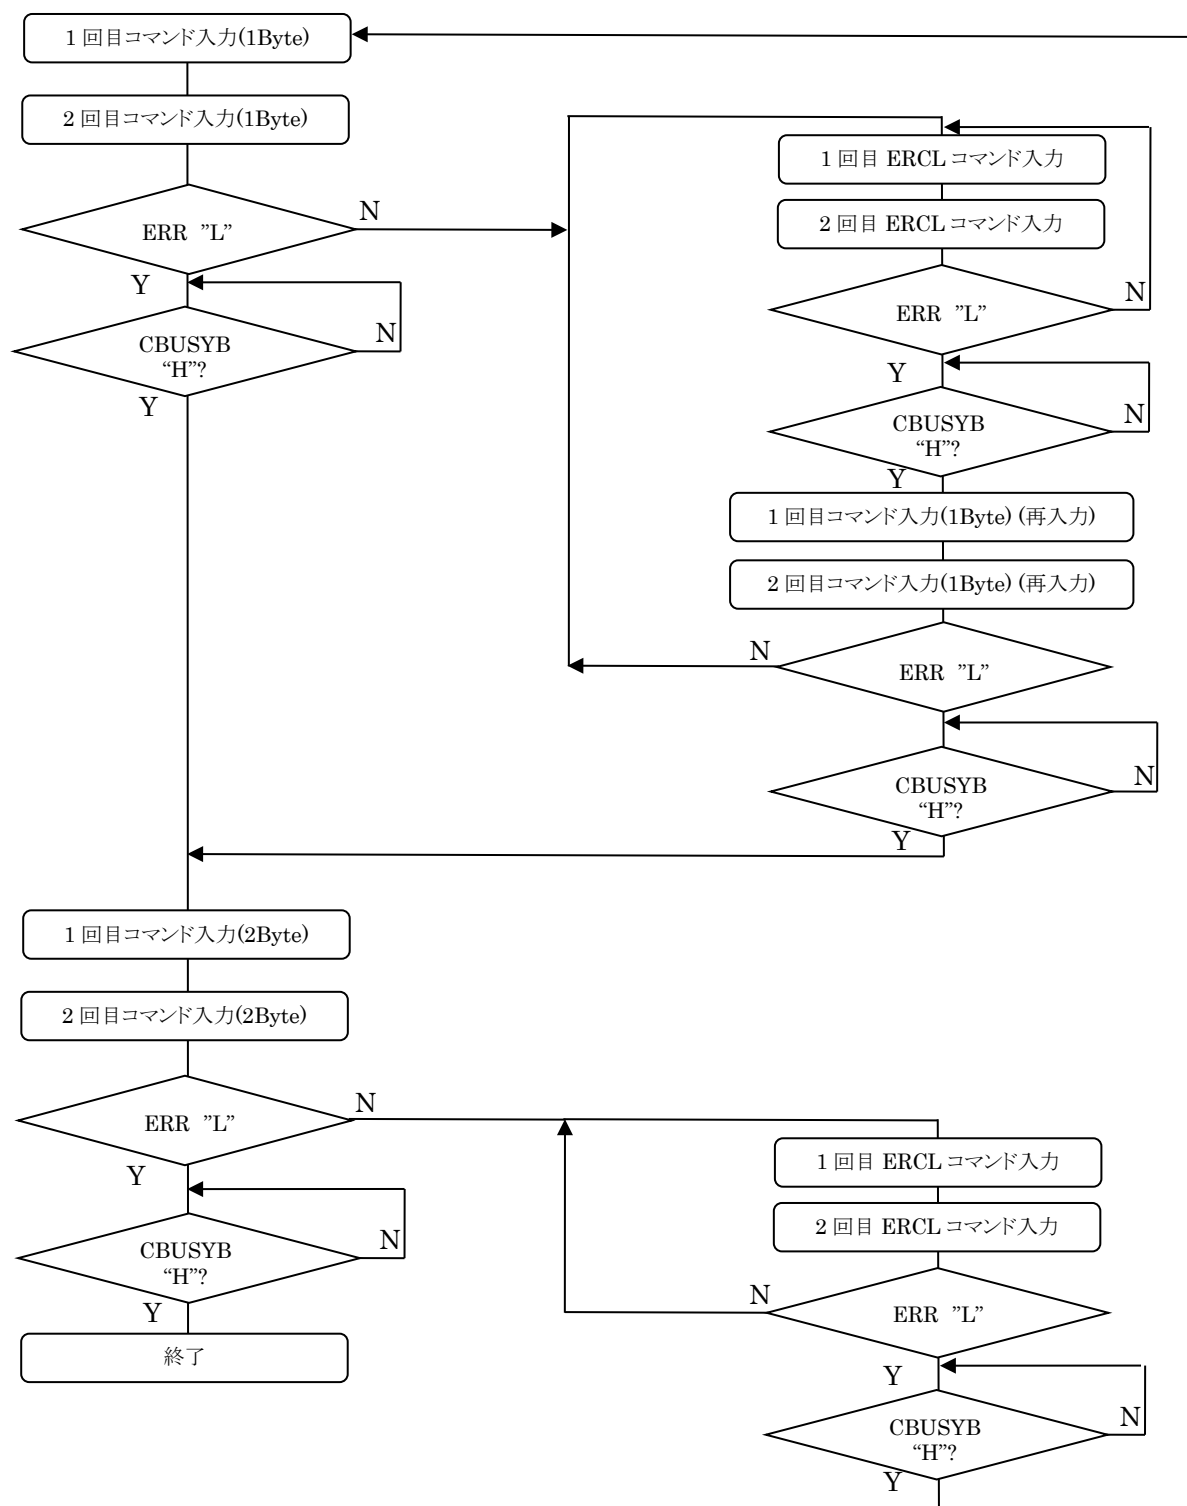 1 回目コマンド入力(1Byte)
2 回目コマンド入力(1Byte)
ERR ”L”
N
Y
CBUSYB
“H”?
N
Y
1 回目 ERCL コマンド入力
2 回目 ERCL コマンド入力
ERR ”L”
N
Y
CBUSYB
“H”?
N
Y
1 回目コマンド入力(1Byte) (再入力)
2 回目コマンド入力(1Byte) (再入力)
N
ERR ”L”
CBUSYB
“H”?
N
Y
1 回目コマンド入力(2Byte)
2 回目コマンド入力(2Byte)
ERR ”L”
N
Y
CBUSYB
“H”?
N
Y
終了
1 回目 ERCL コマンド入力
2 回目 ERCL コマンド入力
N
ERR ”L”
Y
CBUSYB
“H”?
N
Y